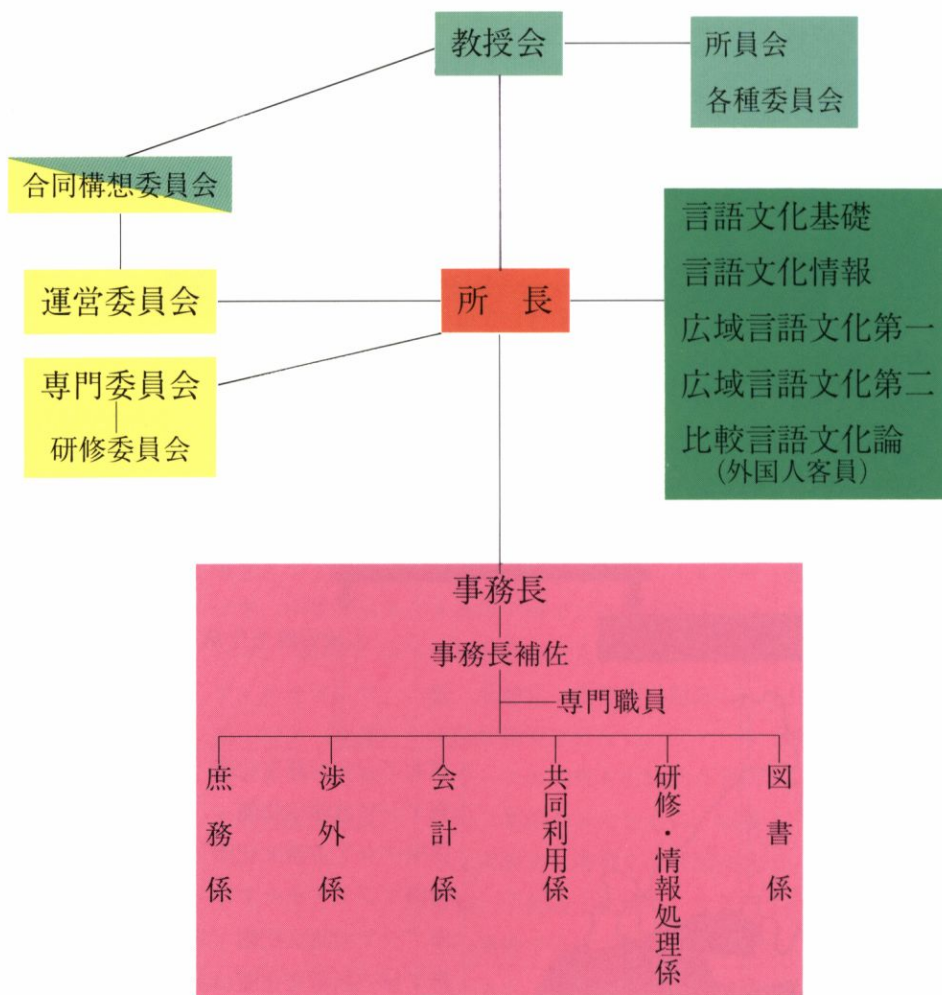 教授会
所員会
各種委員会
合同構想委員会
運営委員会
所 長
専門委員会
研修委員会
言語文化基礎
言語文化情報
広域言語文化第一
広域言語文化第二
比較言語文化論
(外国人客員)
事務長
事務長補佐
専門職員
庶務係
渉外係
会計係
共同利用係
研修・情報処理係
図書係